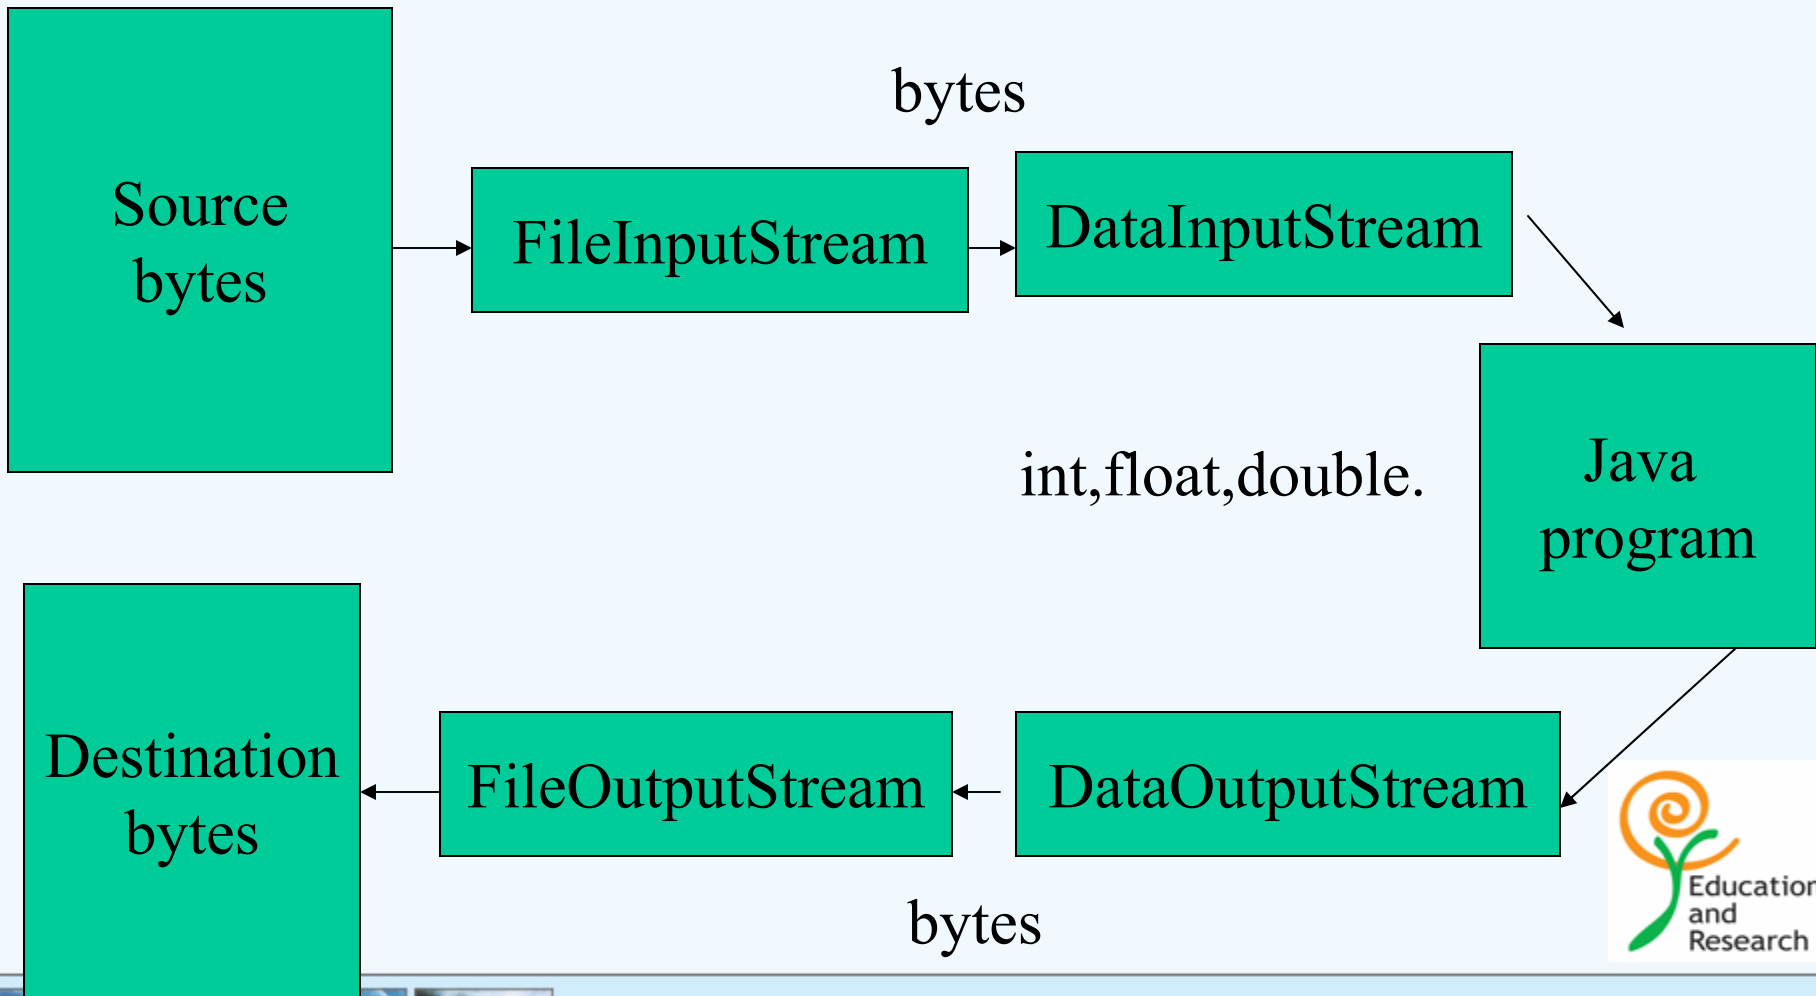 bytes
Source
bytes
FileInputStream
DataInputStream
int,float,double.
Java
program
Destination
bytes
FileOutputStream
DataOutputStream
bytes
Education
and
Research